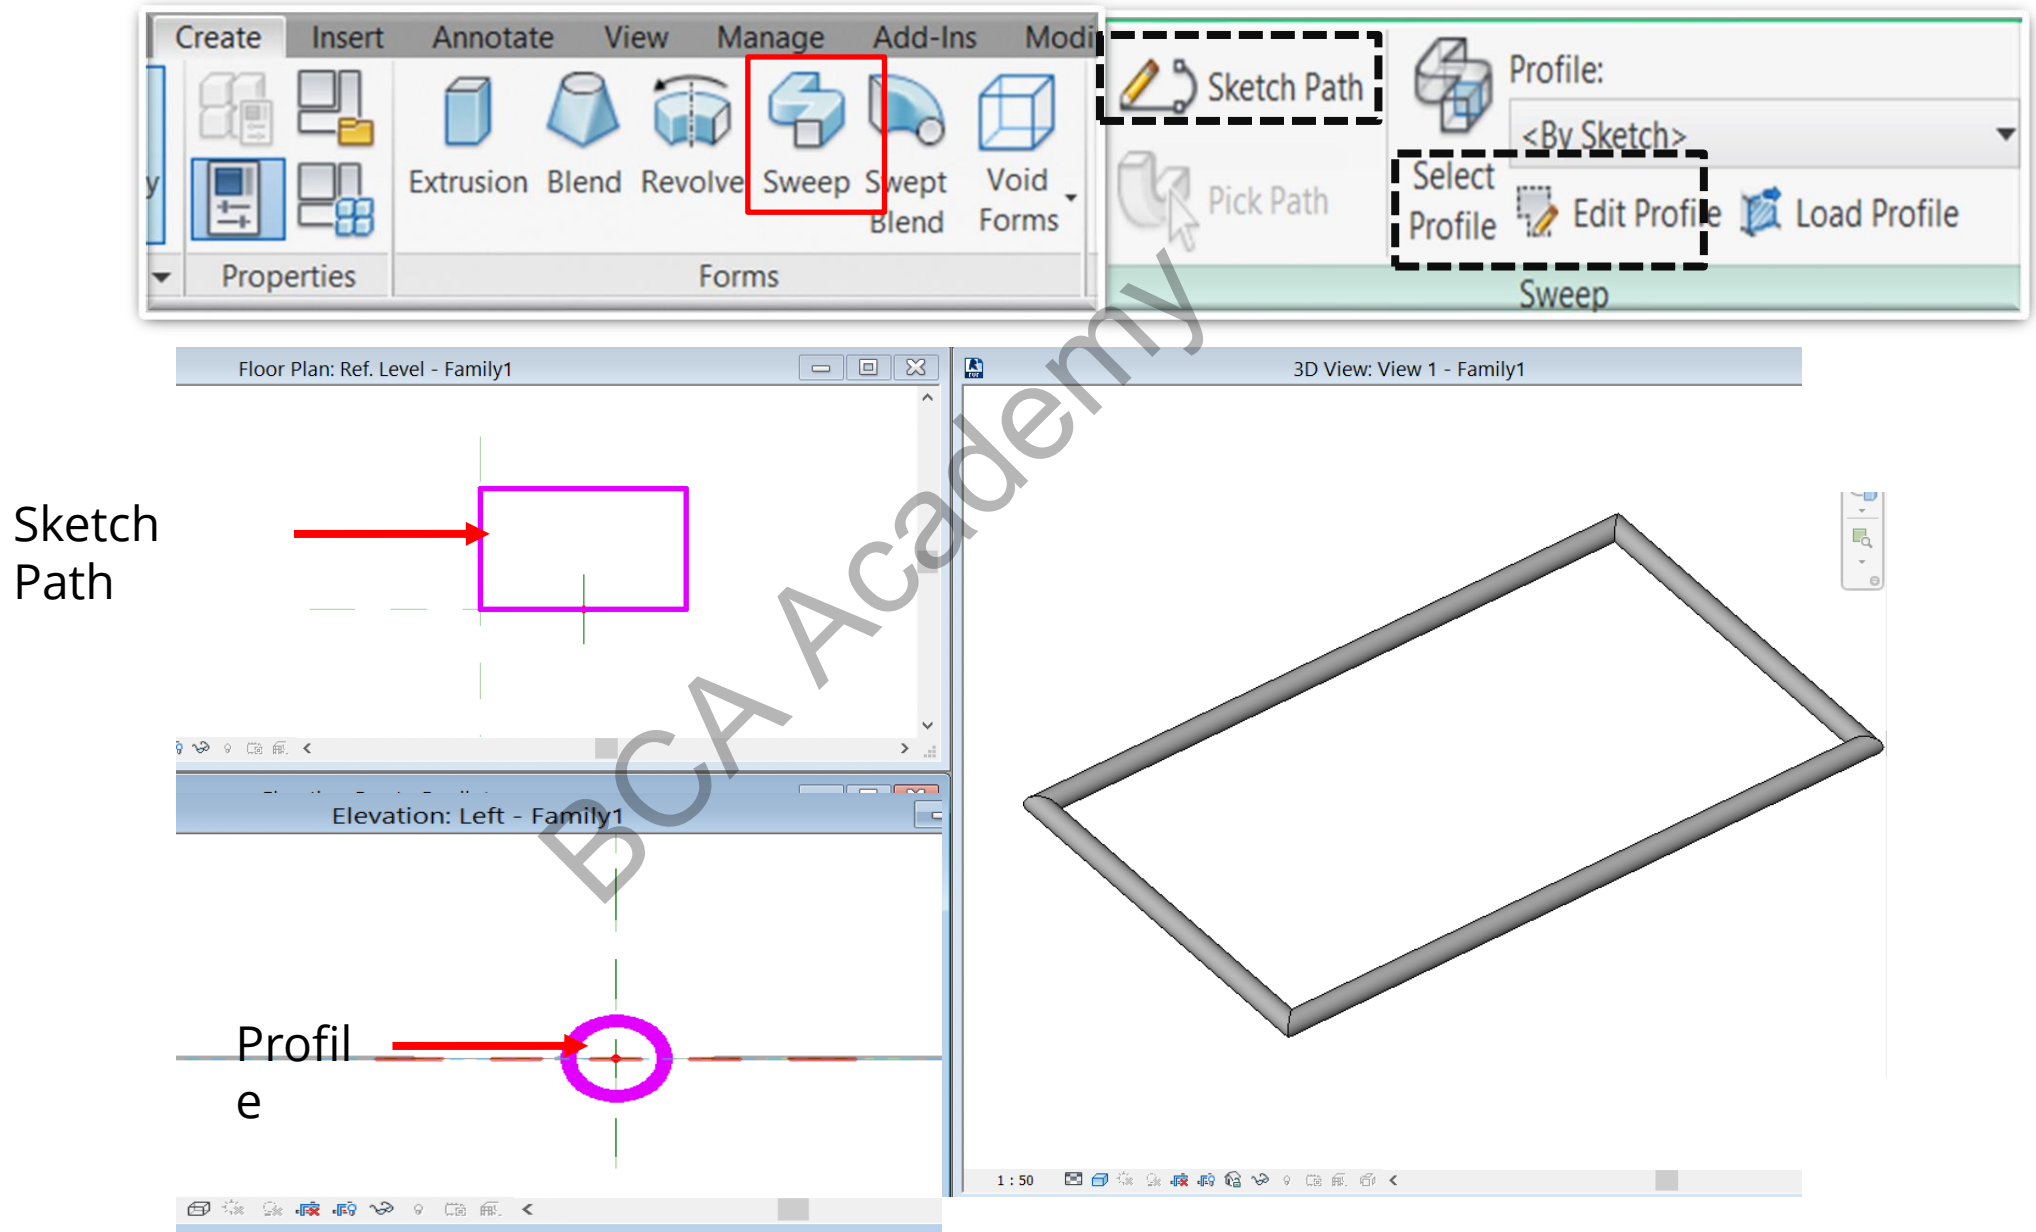 Create Insert Annotate View Manage Add-Ins Modi
Extrusion Blend Revolve Sweep Swept Blend Void Forms
y
Properties Forms
Sketch Path
Pick Path
Profile:
<By Sketch>
Select Profile
Edit Profile
Load Profile
Sweep
Floor Plan: Ref. Level - Family1
3D View: View 1 - Family1
Sketch
Path
Elevation: Left - Family1
Profil
e
1 : 50
BCA Academy